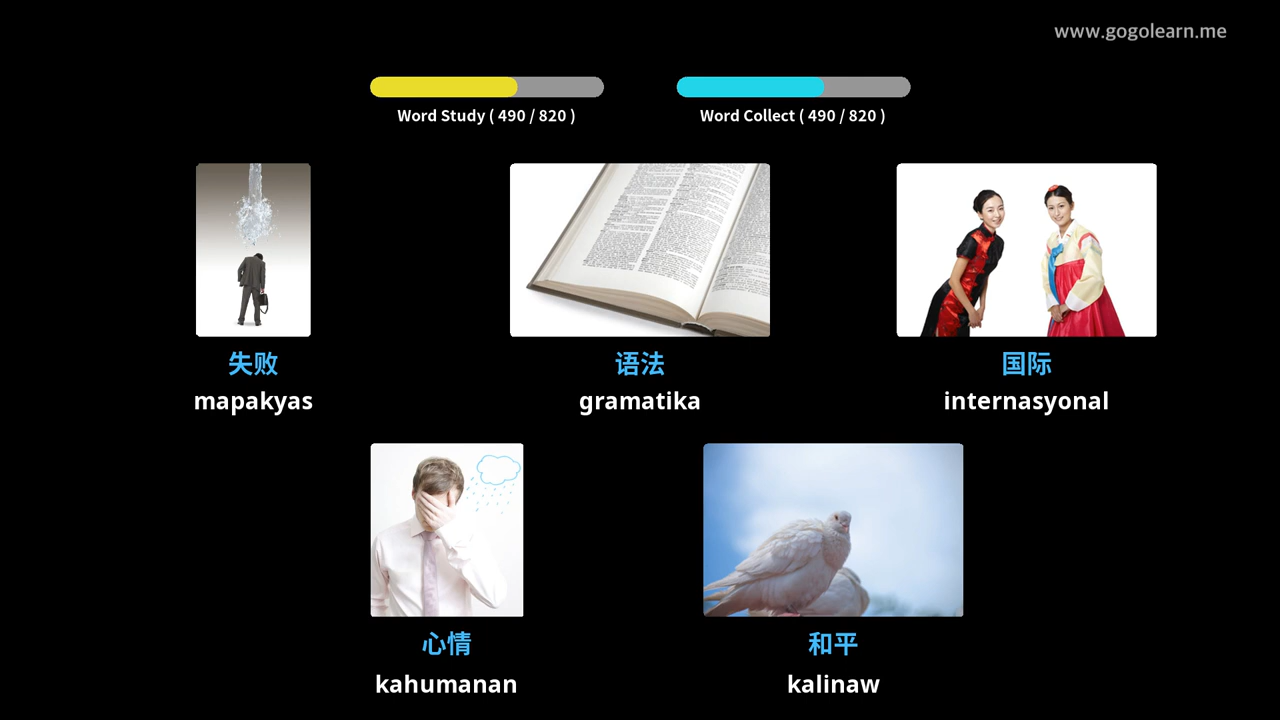 www.gogolearn.me
Word Study ( 490 / 820 )
Word Collect ( 490 / 820 )
失败
mapakyas
语法
gramatika
国际
internasyonal
心情
kahumanan
和平
kalinaw